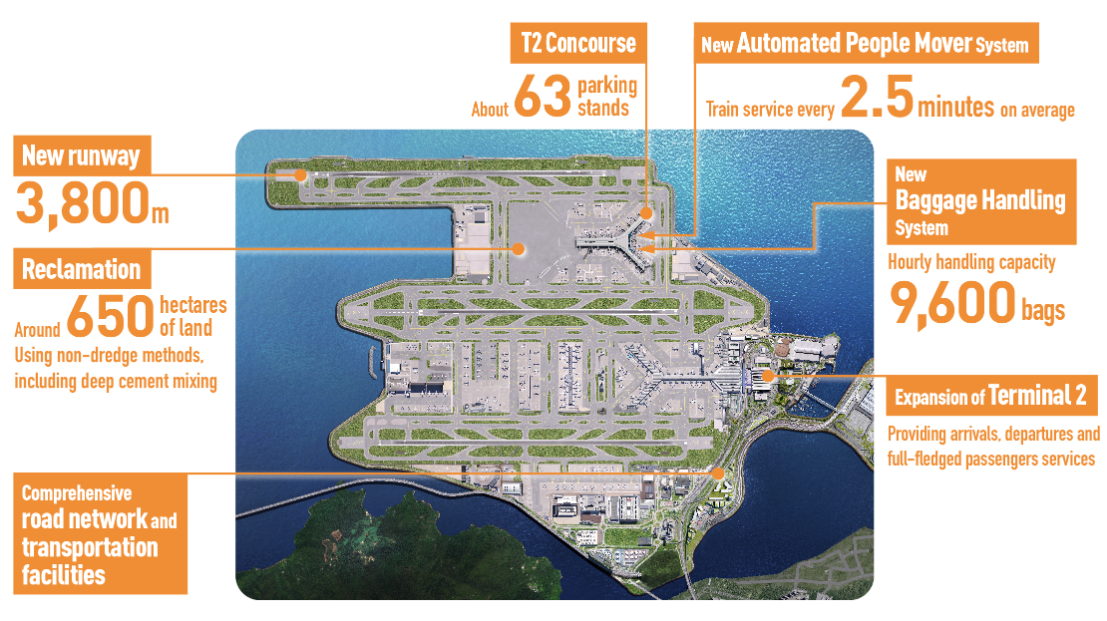 T2 Concourse
About 63 parking stands
New Automated People Mover System
Train service every 2.5 minutes on average
New runway
3,800m
New
Baggage Handling
System
Hourly handling capacity
9,600 bags
Reclamation
Around 650 hectares of land
Using non-dredge methods,
including deep cement mixing
Expansion of Terminal 2
Providing arrivals, departures and
full-fledged passengers services
Comprehensive
road network and
transportation
facilities